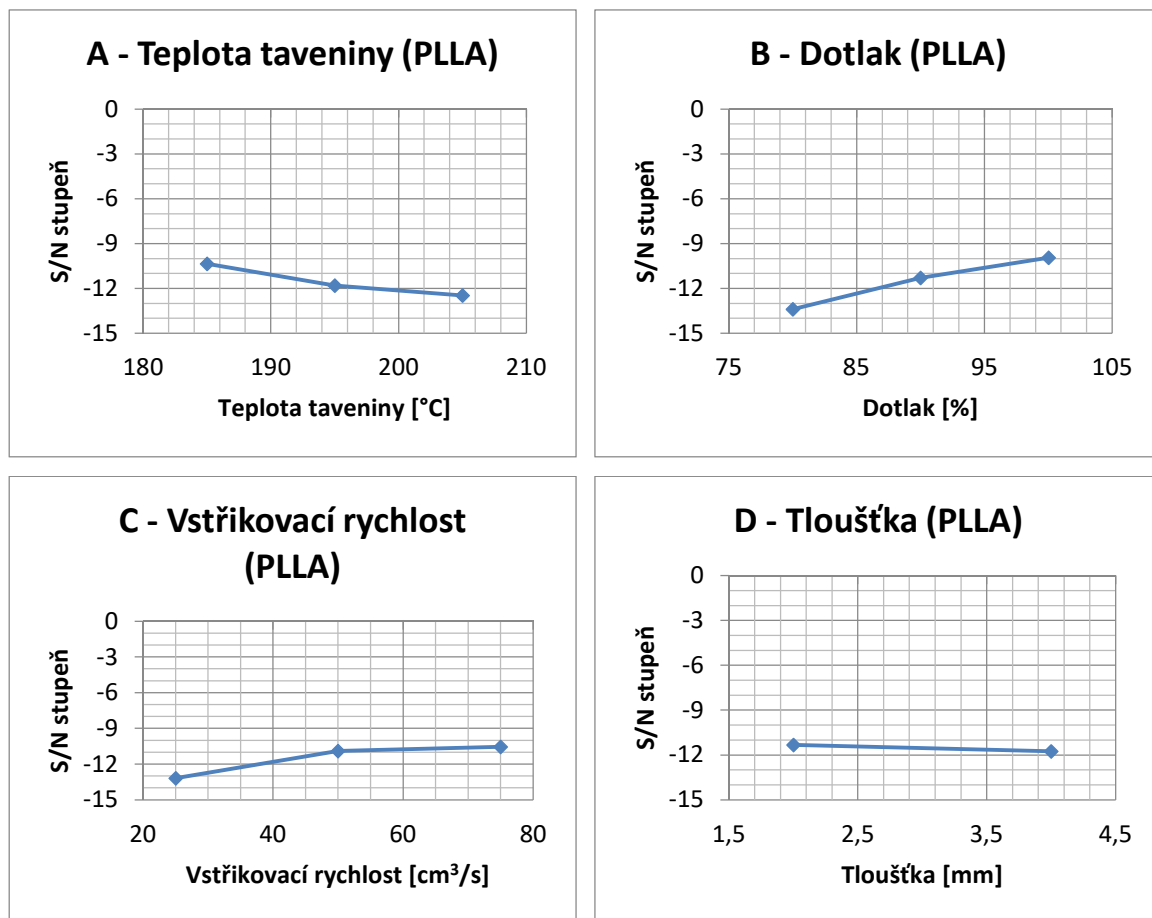 A - Teplota taveniny (PLLA)
0
-3
-6
-9
-12
-15
S/N stupeň
180 190 200 210
Teplota taveniny [°C]
B - Dotlak (PLLA)
0
-3
-6
-9
-12
-15
S/N stupeň
75 85 95 105
Dotlak [%]
C - Vstřikovací rychlost
(PLLA)
0
-3
-6
-9
-12
-15
S/N stupeň
20 40 60 80
Vstřikovací rychlost [cm³/s]
D - Tloušťka (PLLA)
0
-3
-6
-9
-12
-15
S/N stupeň
1,5 2,5 3,5 4,5
Tloušťka [mm]